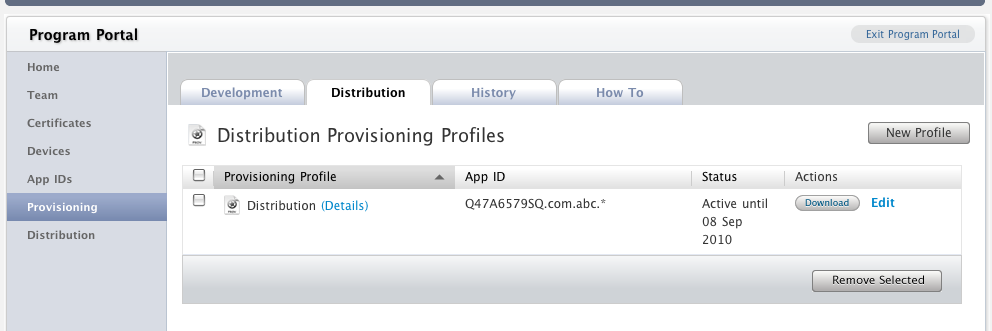 Program Portal
Exit Program Portal
Home
Team
Certificates
Devices
App IDs
Provisioning
Distribution
Development
Distribution
History
How To
Distribution Provisioning Profiles
New Profile
Provisioning Profile
App ID
Status
Actions
Distribution (Details)
Q47A6579SQ.com.abc.*
Active until
08 Sep
2010
Download
Edit
Remove Selected